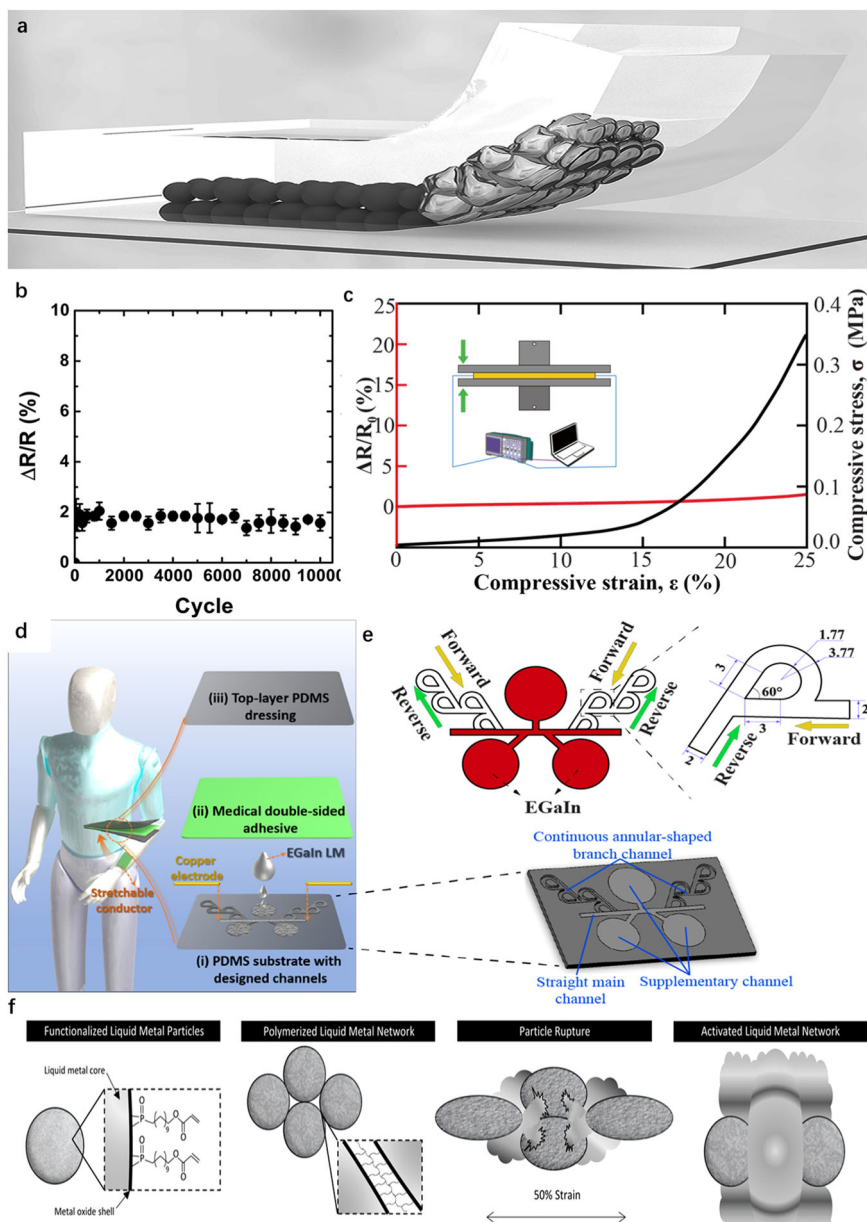 a
b
10
8
6
4
2
0
ΔR/R (%)
0 2000 4000 6000 8000 1000
Cycle
c
25
20
15
10
5
0
ΔR/R₀ (%)
0.4
0.3
0.2
0.1
0.0
Compressive stress, σ (MPa)
0 5 10 15 20 25
Compressive strain, ε (%)
d
(iii) Top-layer PDMS
dressing
(ii) Medical double-sided
adhesive
Copper
electrode
EGaIn LM
Stretchable
conductor
(i) PDMS substrate with
designed channels
e
Forward
Reverse
Forward
Reverse
EGaIn
1.77
3.77
3
60°
3
2
2
Reverse
Forward
Continuous annular-shaped
branch channel
Straight main
channel
Supplementary channel
f
Functionalized Liquid Metal Particles
Liquid metal core
O
P
O
9
O
O
P
O
9
O
Metal oxide shell
Polymerized Liquid Metal Network
Particle Rupture
50% Strain
Activated Liquid Metal Network